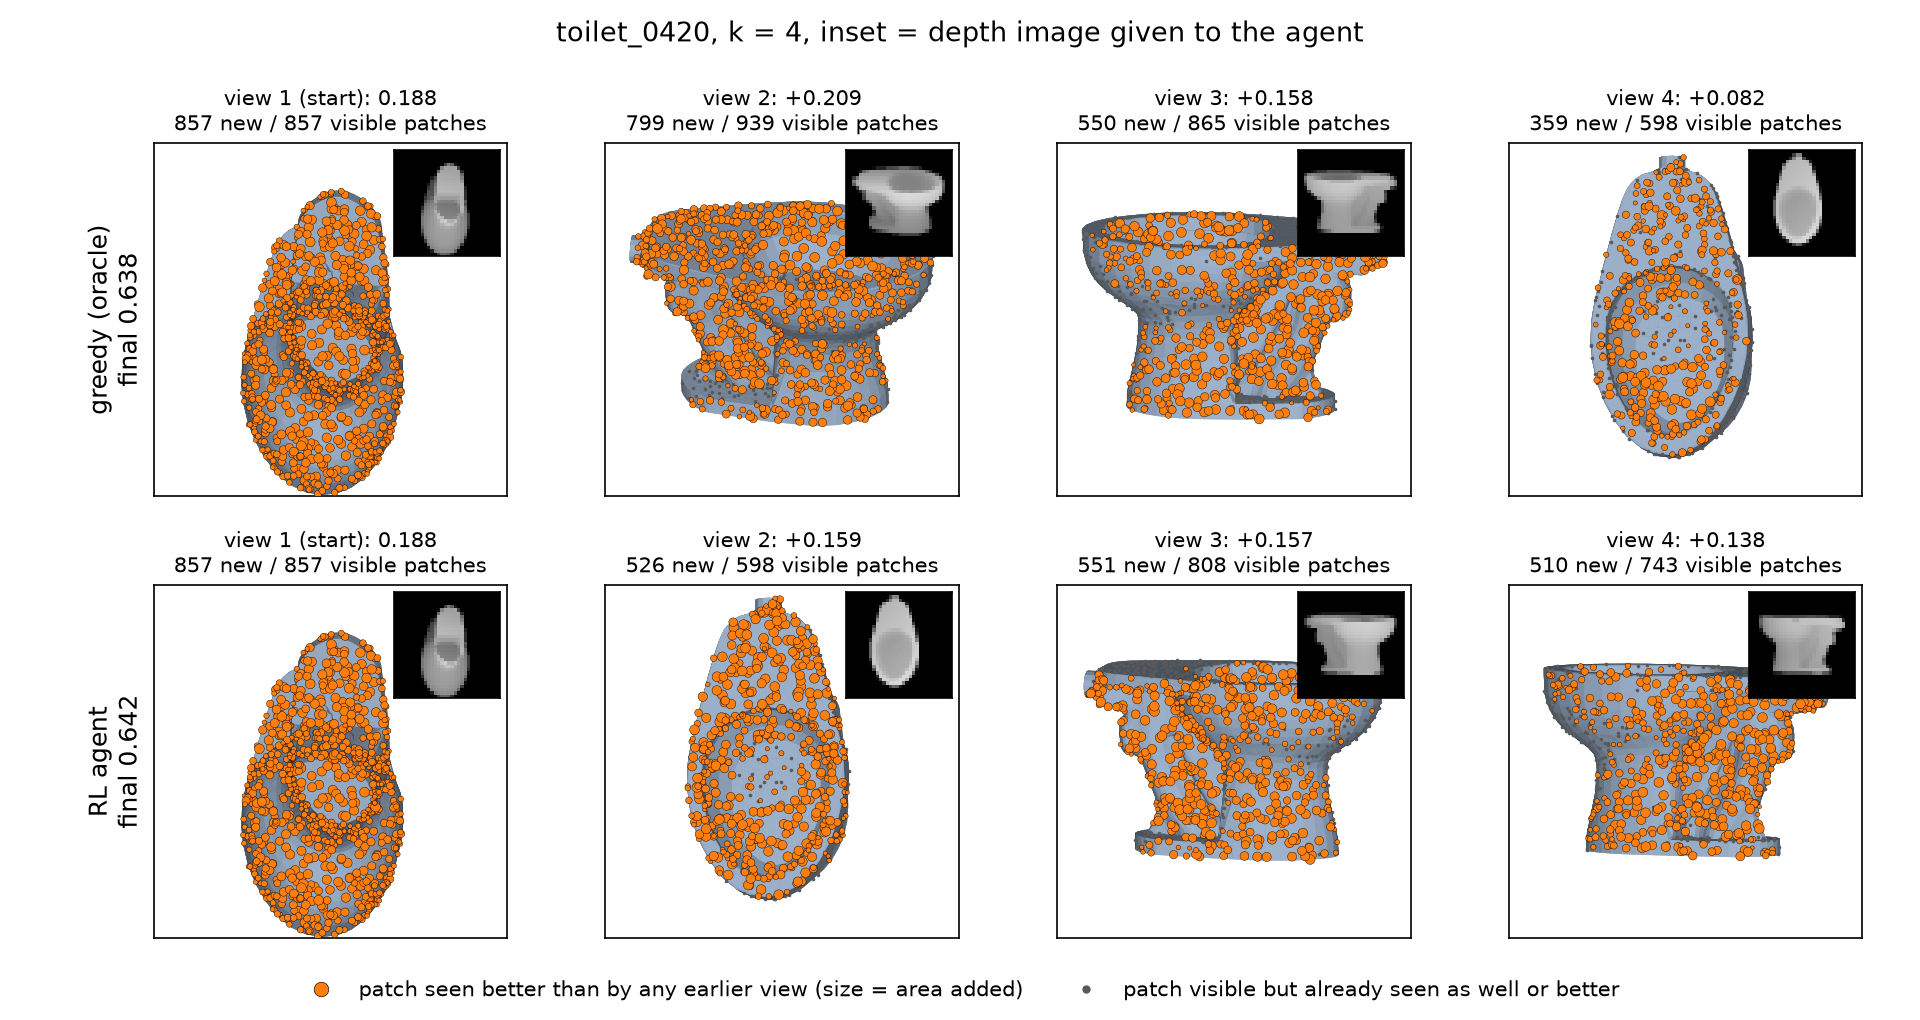 toilet_0420, k = 4, inset = depth image given to the agent
view 1 (start): 0.188
857 new / 857 visible patches
view 2: +0.209
799 new / 939 visible patches
view 3: +0.158
550 new / 865 visible patches
view 4: +0.082
359 new / 598 visible patches
greedy (oracle)
final 0.638
view 1 (start): 0.188
857 new / 857 visible patches
view 2: +0.159
526 new / 598 visible patches
view 3: +0.157
551 new / 808 visible patches
view 4: +0.138
510 new / 743 visible patches
RL agent
final 0.642
patch seen better than by any earlier view (size = area added)
patch visible but already seen as well or better